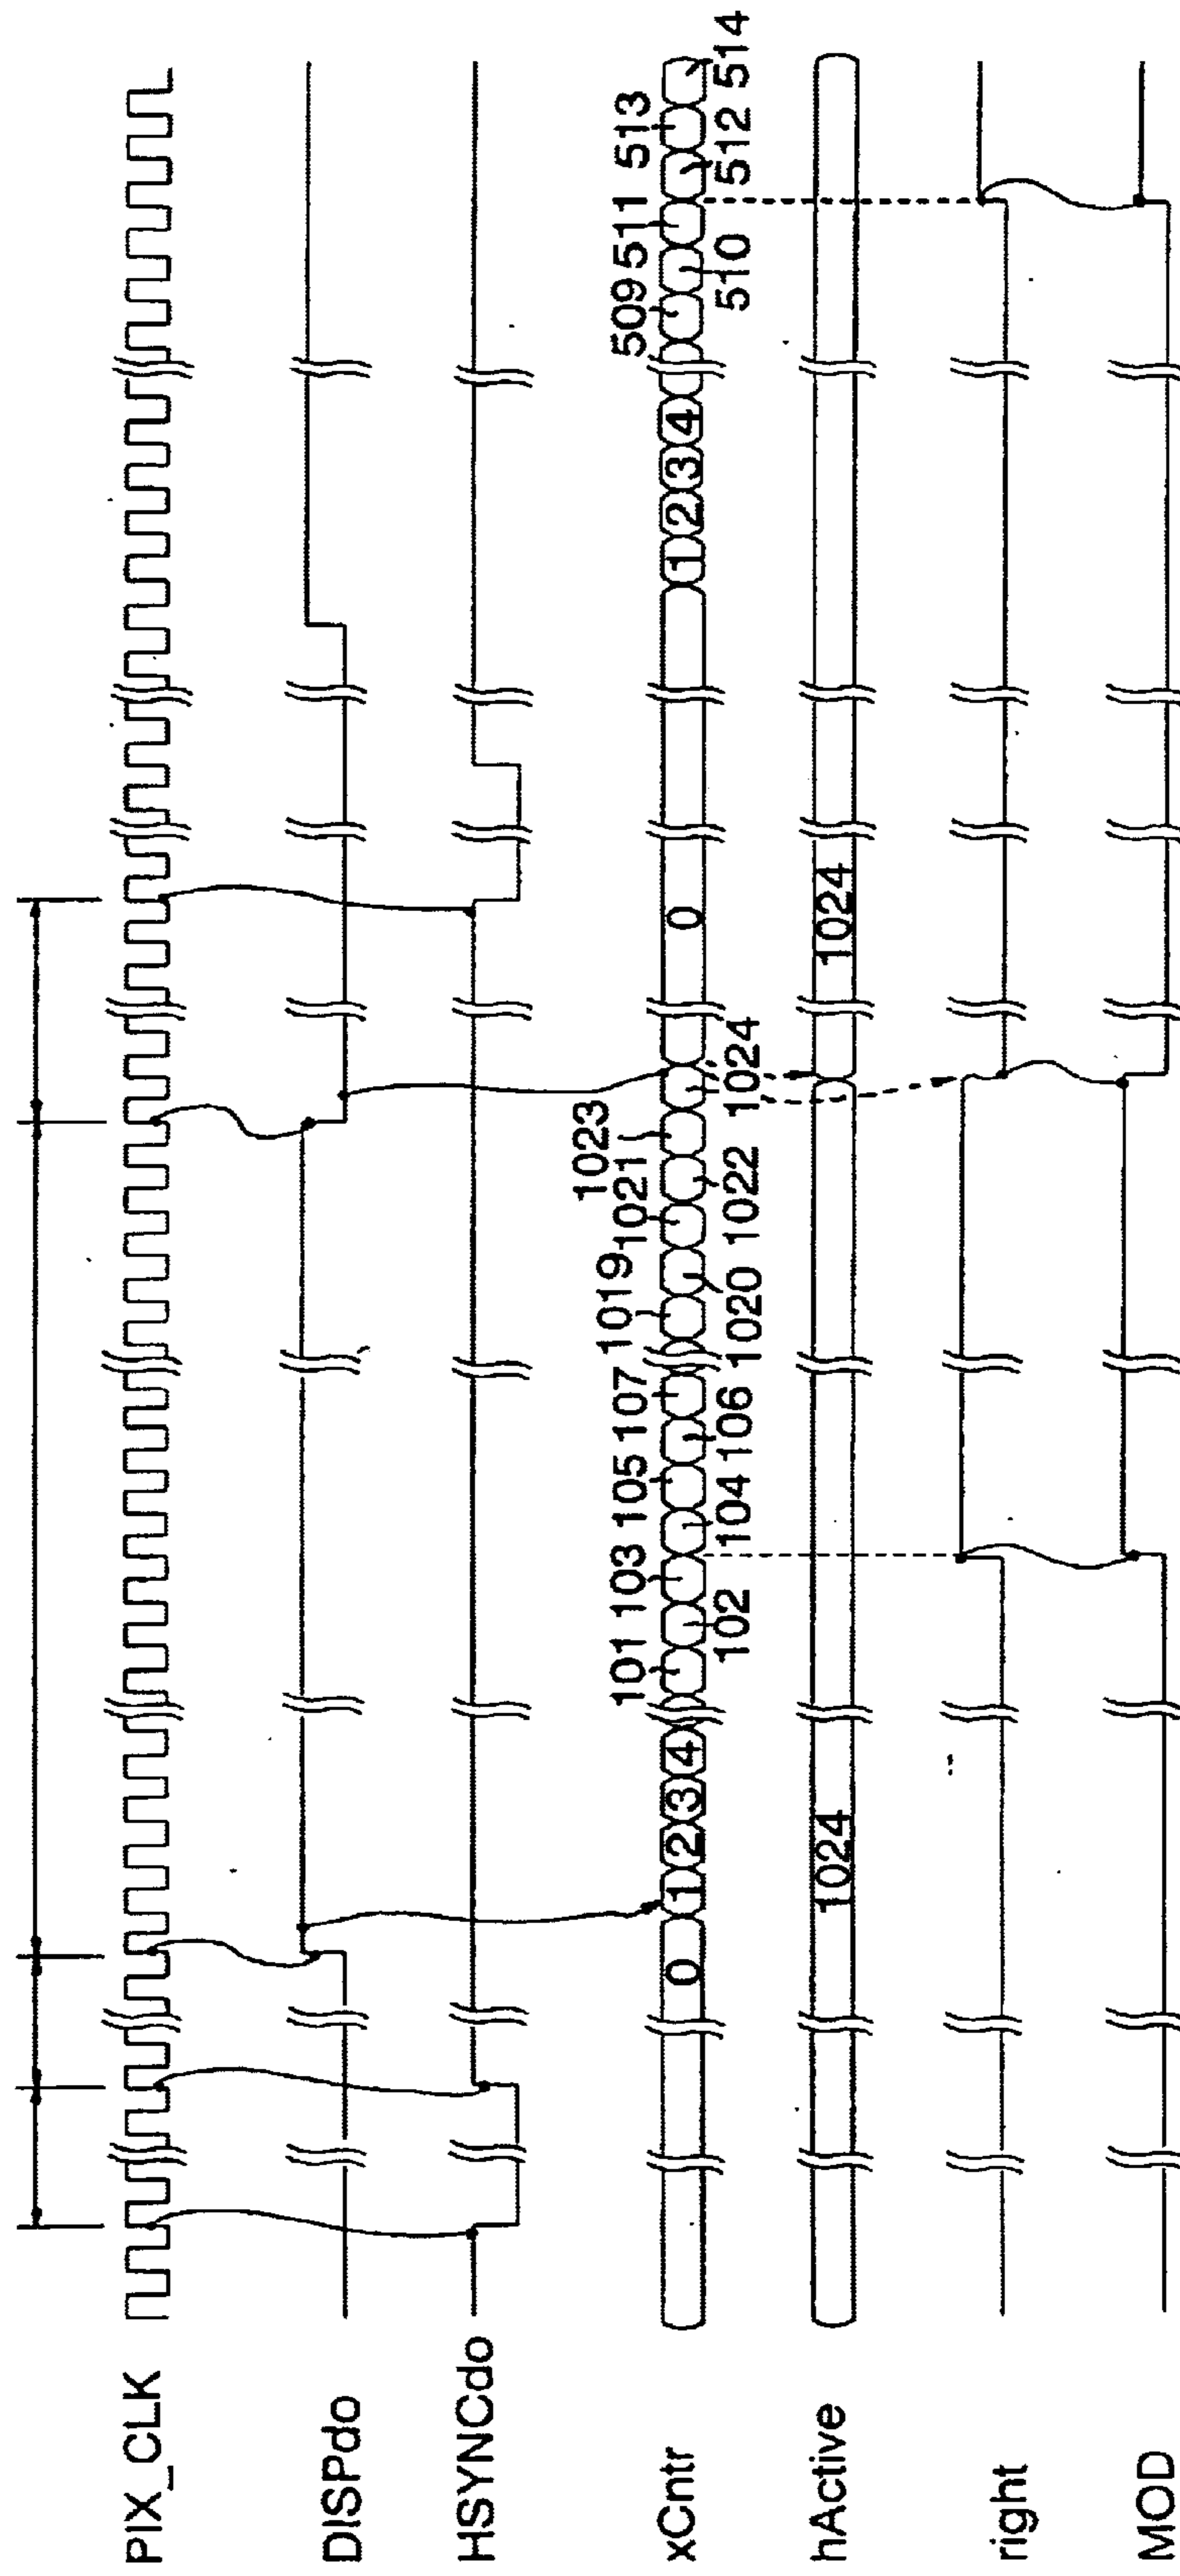 PIX_CLK
DISPdo
HSYNCdo
1023
101 103 105 107 1019 1021 509 511 513
xCntr 0 1 2 3 4 0 1 2 3 4
102 104 106 1020 1022 1024 510 512 514
hActive 1024 1024
right
MOD